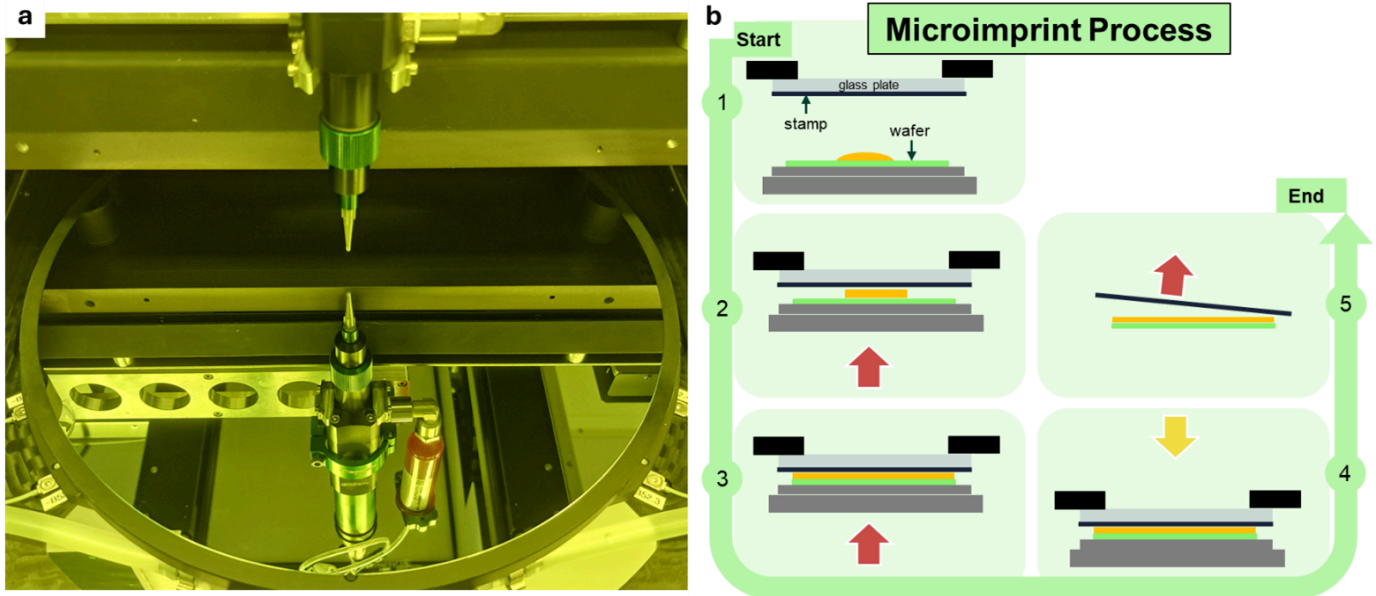 a
b
Microimprint Process
Start
glass plate
1
stamp
wafer
End
2
5
3
4